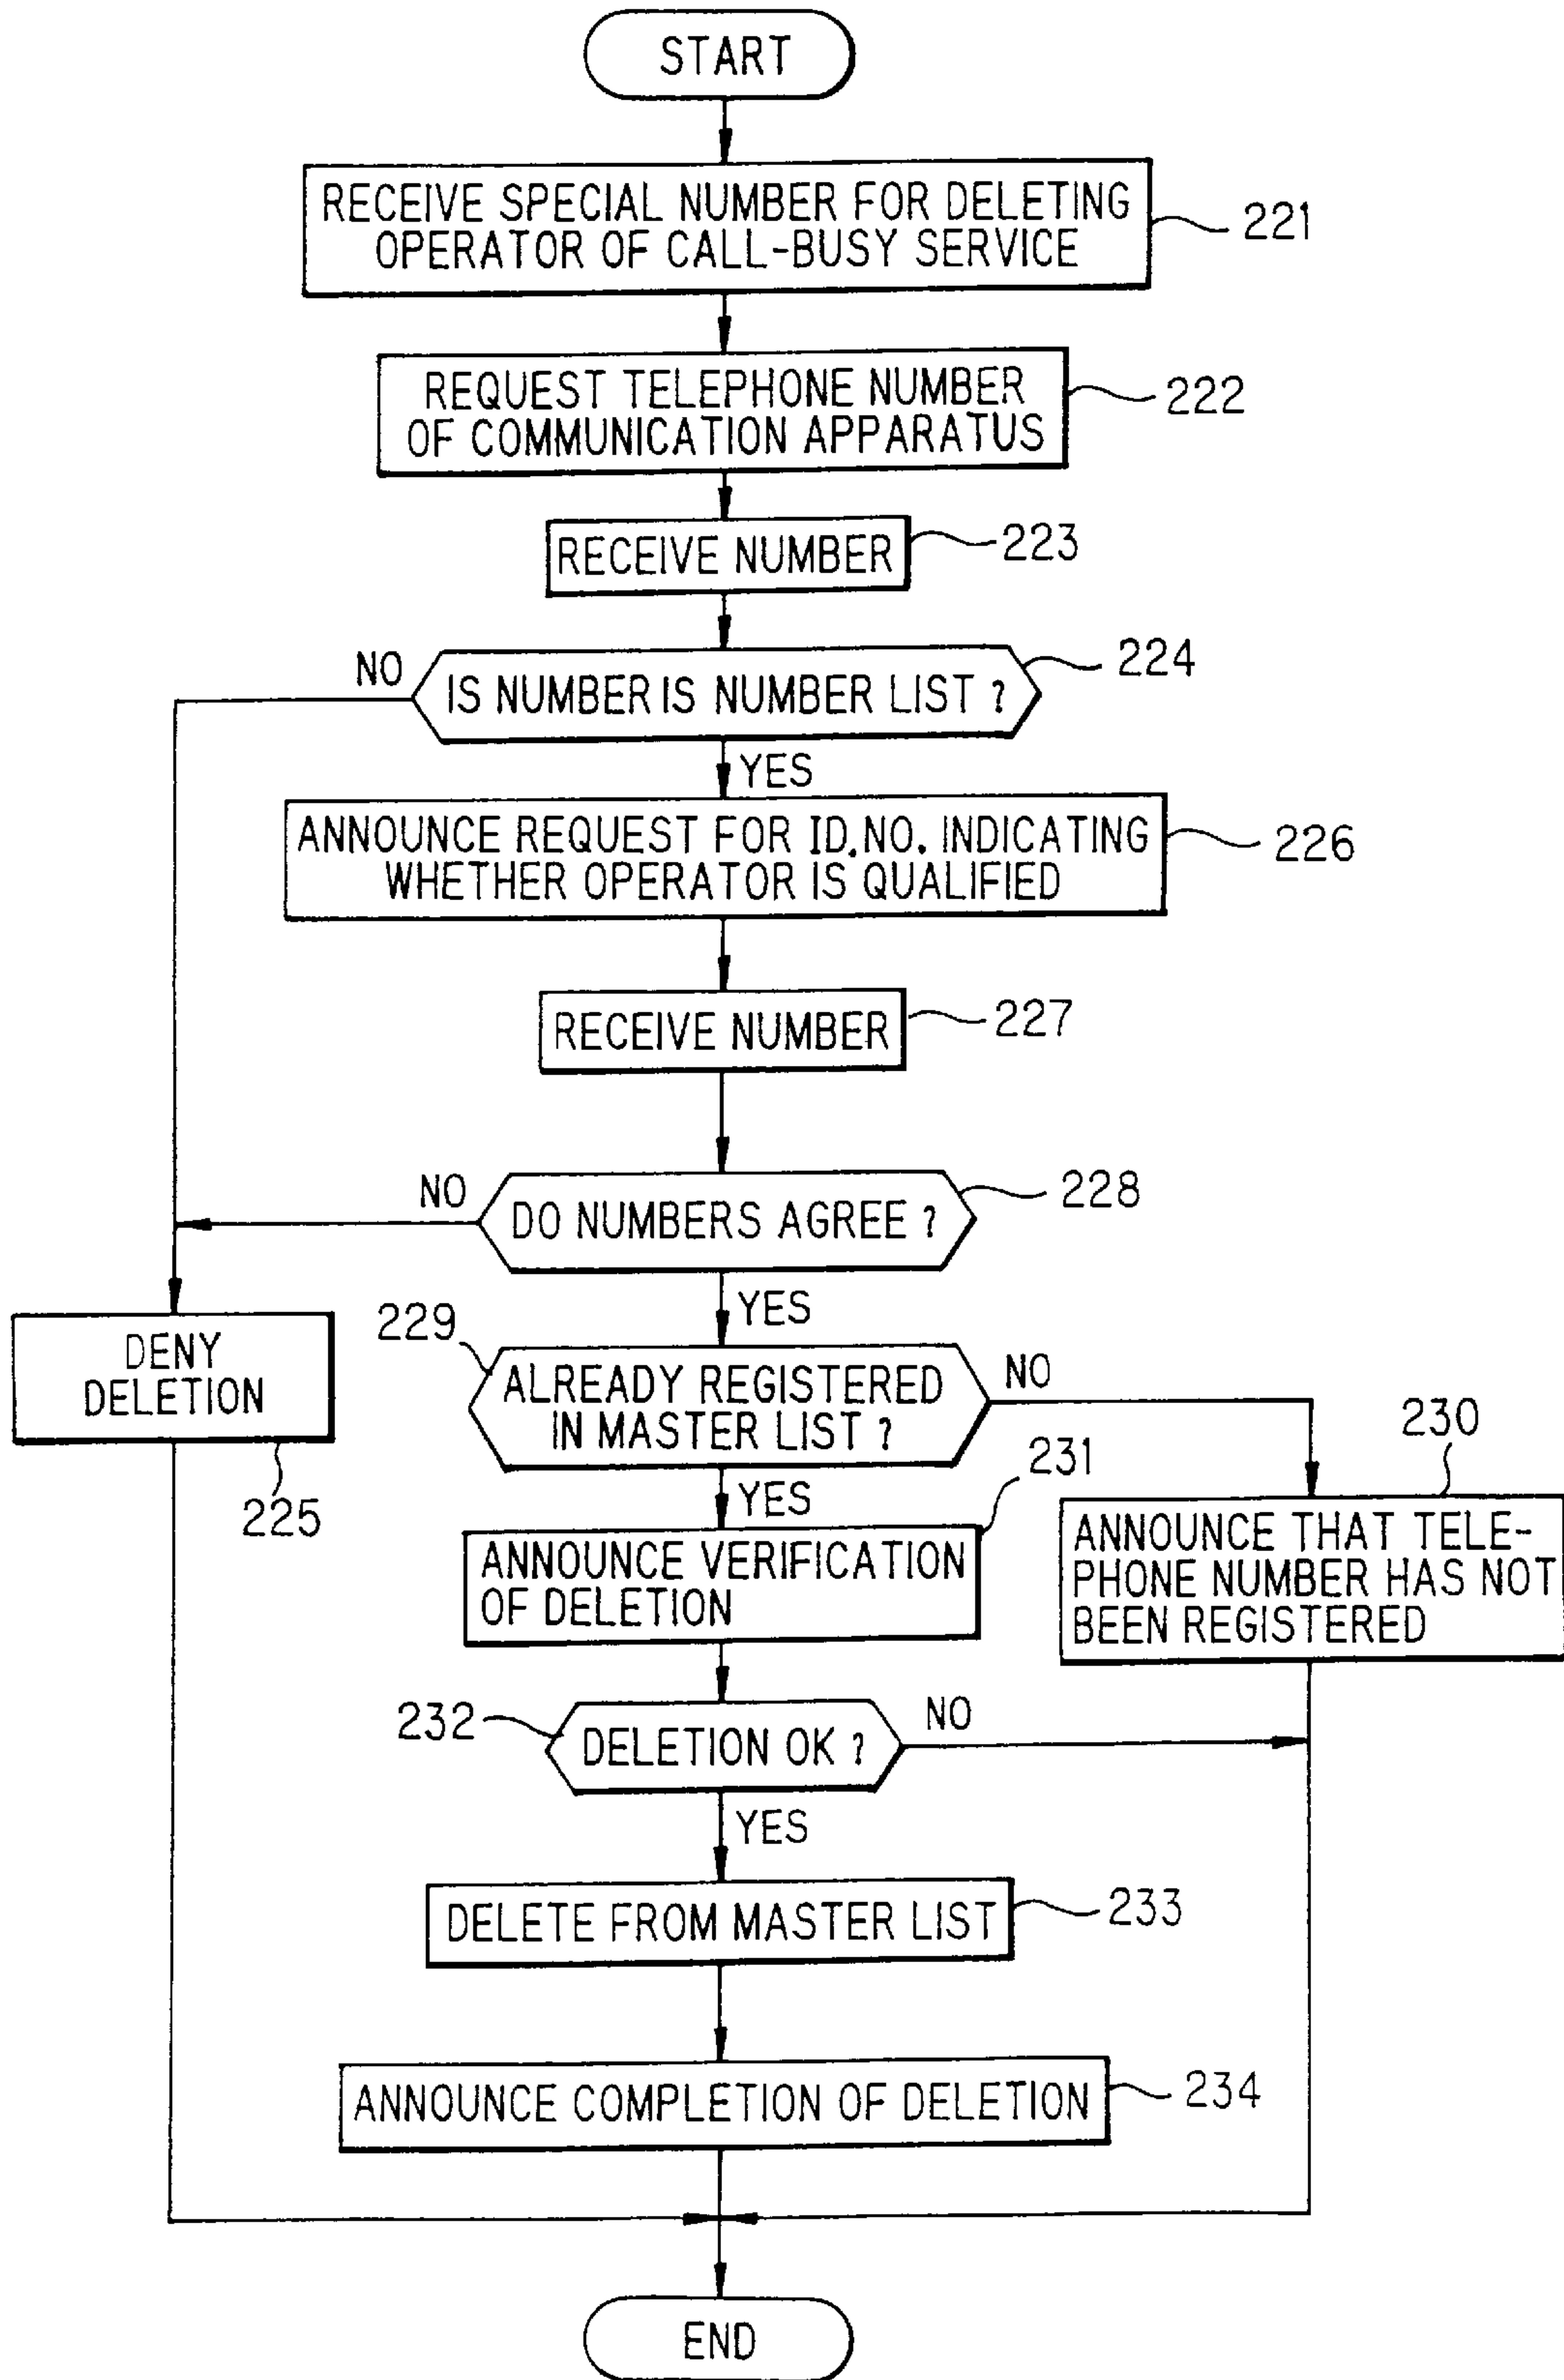 START
RECEIVE SPECIAL NUMBER FOR DELETING
OPERATOR OF CALL-BUSY SERVICE
221
REQUEST TELEPHONE NUMBER
OF COMMUNICATION APPARATUS
222
RECEIVE NUMBER
223
NO
IS NUMBER IS NUMBER LIST ?
224
YES
ANNOUNCE REQUEST FOR ID.NO. INDICATING
WHETHER OPERATOR IS QUALIFIED
226
RECEIVE NUMBER
227
NO
DO NUMBERS AGREE ?
228
YES
DENY
DELETION
225
229
ALREADY REGISTERED
IN MASTER LIST ?
NO
230
ANNOUNCE THAT TELE-
PHONE NUMBER HAS NOT
BEEN REGISTERED
YES
231
ANNOUNCE VERIFICATION
OF DELETION
232
DELETION OK ?
NO
YES
DELETE FROM MASTER LIST
233
ANNOUNCE COMPLETION OF DELETION
234
END